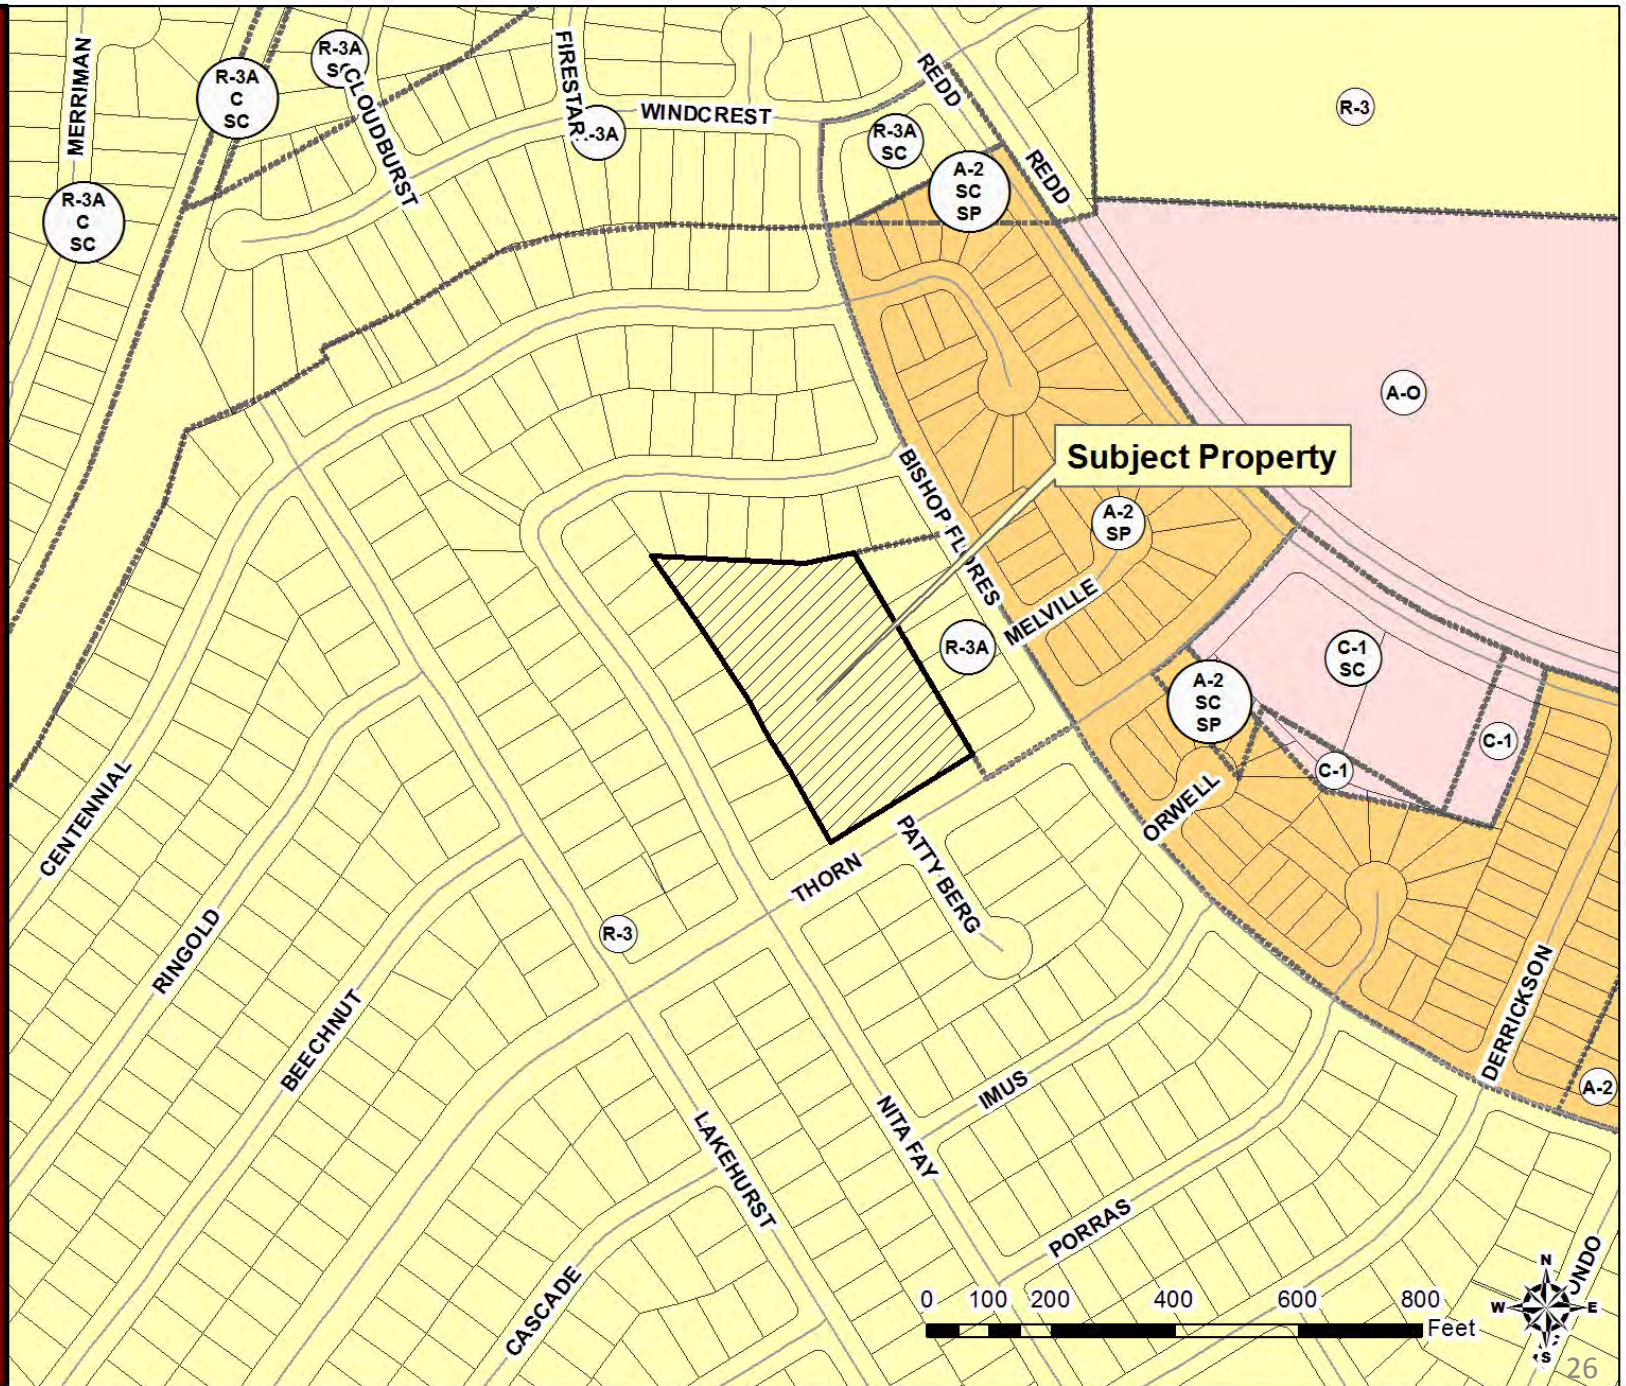 MERRIMAN
R-3A
C
SC
R-3A
CLOUDBURST
FIRESTAR
WINDCREST
REDD
R-3
R-3A
SC
A-2
SC
SP
REDD
R-3A
C
SC
A-O
Subject Property
BISHOP FLORES
A-2
SP
MELVILLE
R-3A
C-1
SC
A-2
SC
SP
C-1
C-1
CENTENNIAL
ORWELL
PATTY BERG
THORN
RINGOLD
R-3
BEECHNUT
DERRICKSON
IMUS
A-2
NITA FAY
LAKEHURST
PORRAS
CASCADE
0 100 200 400 600 800
Feet
N
W E
S
26